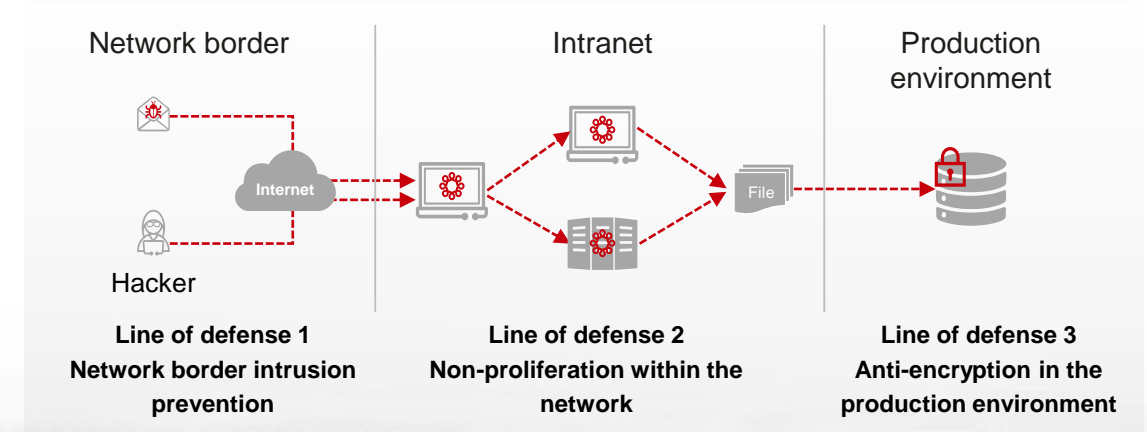 Network border
Intranet
Production
environment
Internet
File
Hacker
Line of defense 1
Network border intrusion
prevention
Line of defense 2
Non-proliferation within the
network
Line of defense 3
Anti-encryption in the
production environment